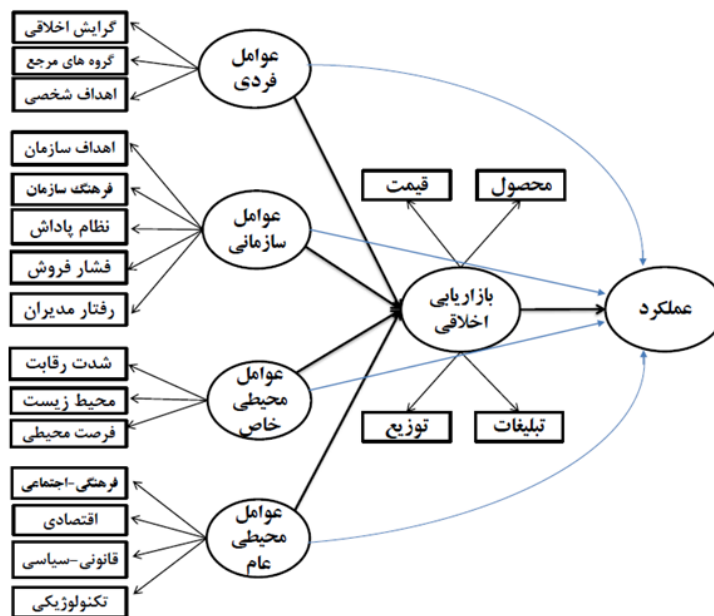 گرایش اخلاقی
گروه های مرجع
اهداف شخصی
عوامل
فردی
اهداف سازمان
فرهنگ سازمان
نظام پاداش
فشار فروش
رفتار مدیران
عوامل
سازمانی
شدت رقابت
محیط زیست
فرصت محیطی
عوامل
محیطی
خاص
فرهنگی-اجتماعی
اقتصادی
قانونی-سیاسی
تکنولوژیکی
عوامل
محیطی
عام
محصول
قیمت
بازاریابی
اخلاقی
تبلیغات
توزیع
عملکرد